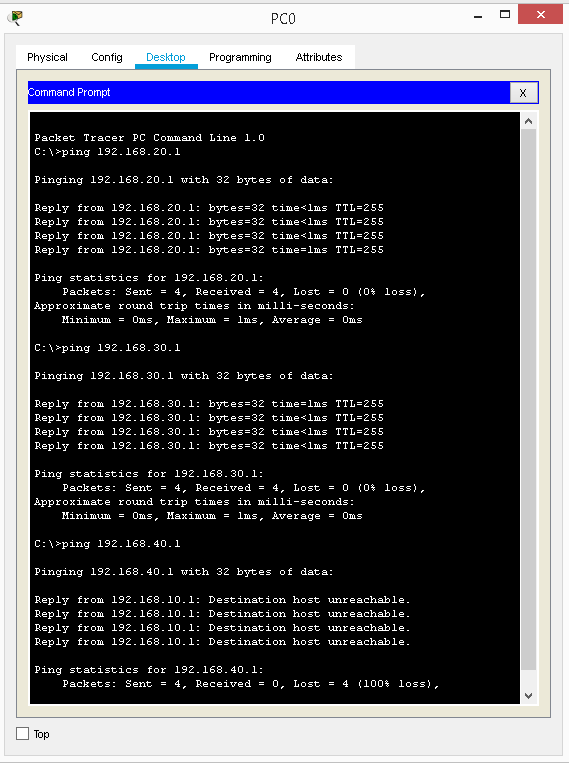 PC0
Physical Config Desktop Programming Attributes
Command Prompt
X
Packet Tracer PC Command Line 1.0
C:\>ping 192.168.20.1
Pinging 192.168.20.1 with 32 bytes of data:
Reply from 192.168.20.1: bytes=32 time<1ms TTL=255
Reply from 192.168.20.1: bytes=32 time<1ms TTL=255
Reply from 192.168.20.1: bytes=32 time<1ms TTL=255
Reply from 192.168.20.1: bytes=32 time=1ms TTL=255
Ping statistics for 192.168.20.1:
Packets: Sent = 4, Received = 4, Lost = 0 (0% loss),
Approximate round trip times in milli-seconds:
Minimum = 0ms, Maximum = 1ms, Average = 0ms
C:\>ping 192.168.30.1
Pinging 192.168.30.1 with 32 bytes of data:
Reply from 192.168.30.1: bytes=32 time=1ms TTL=255
Reply from 192.168.30.1: bytes=32 time<1ms TTL=255
Reply from 192.168.30.1: bytes=32 time<1ms TTL=255
Reply from 192.168.30.1: bytes=32 time<1ms TTL=255
Ping statistics for 192.168.30.1:
Packets: Sent = 4, Received = 4, Lost = 0 (0% loss),
Approximate round trip times in milli-seconds:
Minimum = 0ms, Maximum = 1ms, Average = 0ms
C:\>ping 192.168.40.1
Pinging 192.168.40.1 with 32 bytes of data:
Reply from 192.168.10.1: Destination host unreachable.
Reply from 192.168.10.1: Destination host unreachable.
Reply from 192.168.10.1: Destination host unreachable.
Reply from 192.168.10.1: Destination host unreachable.
Ping statistics for 192.168.40.1:
Packets: Sent = 4, Received = 0, Lost = 4 (100% loss),
Top